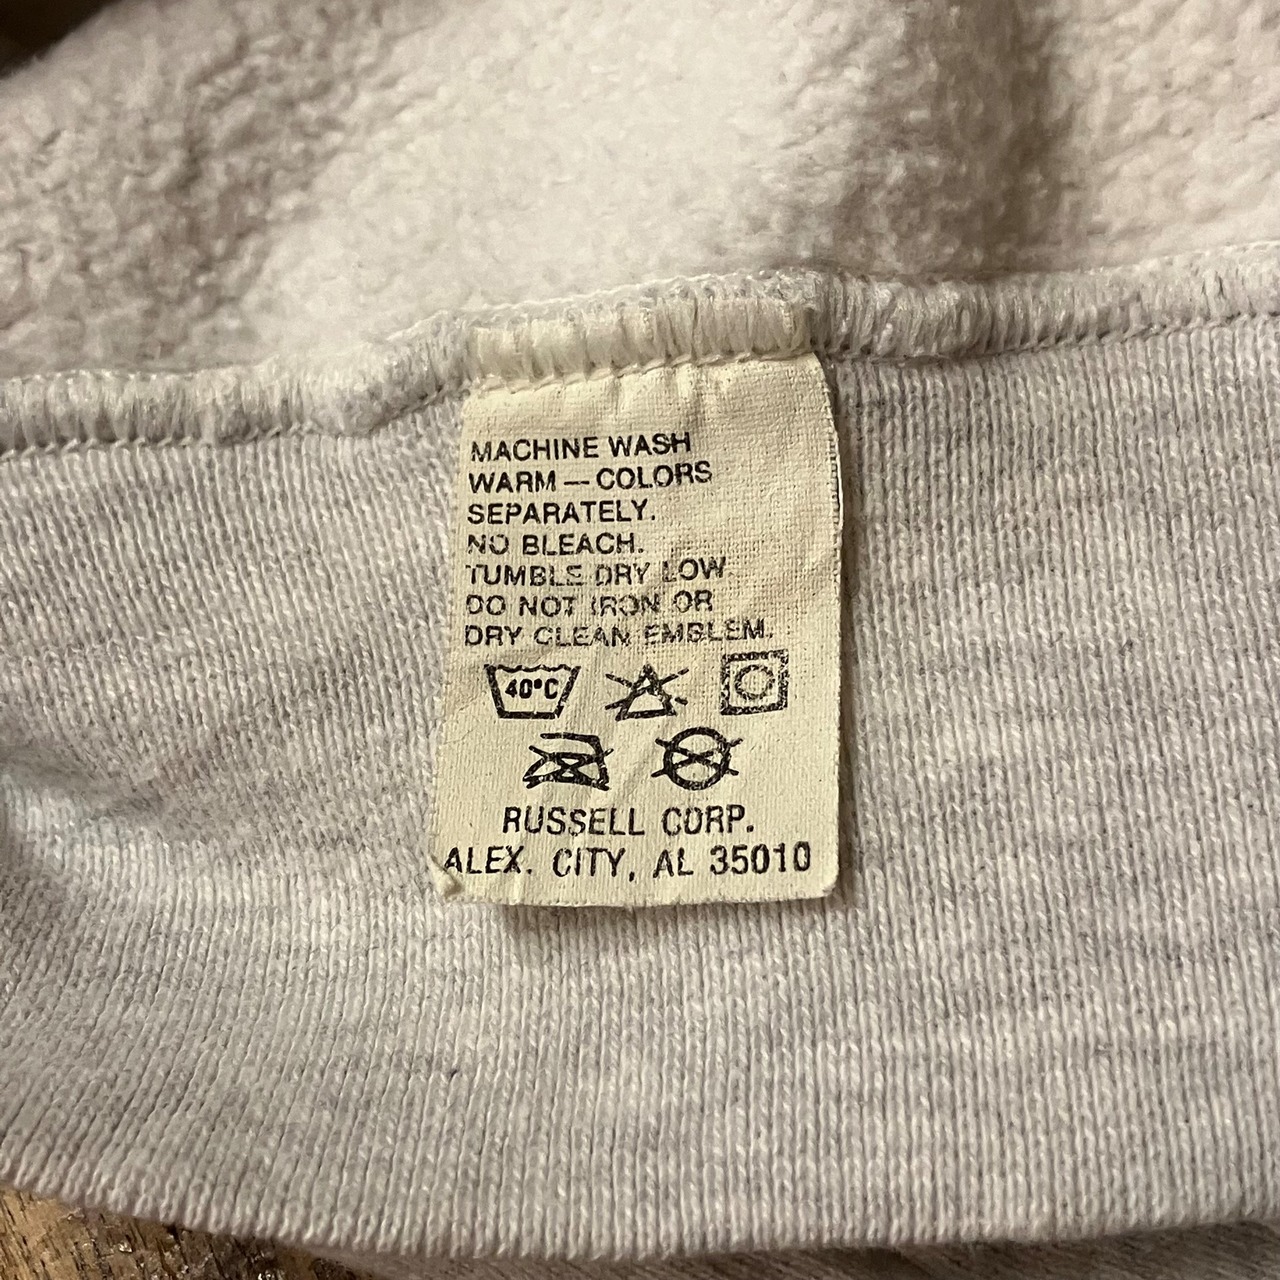 MACHINE WASH
WARM — COLORS
SEPARATELY.
NO BLEACH.
TUMBLE DRY LOW.
DO NOT IRON OR
DRY CLEAN EMBLEM.
40°C
RUSSELL CORP.
ALEX. CITY, AL 35010